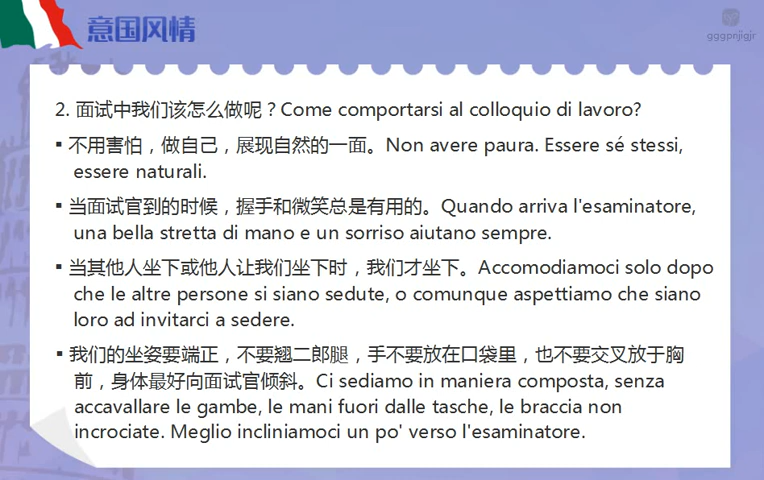 意国风情
gggpnjigjr
2. 面试中我们该怎么做呢？Come comportarsi al colloquio di lavoro?
▪ 不用害怕，做自己，展现自然的一面。Non avere paura. Essere sé stessi,
essere naturali.
▪ 当面试官到的时候，握手和微笑总是有用的。Quando arriva l'esaminatore,
una bella stretta di mano e un sorriso aiutano sempre.
▪ 当其他人坐下或他人让我们坐下时，我们才坐下。Accomodiamoci solo dopo
che le altre persone si siano sedute, o comunque aspettiamo che siano
loro ad invitarci a sedere.
▪ 我们的坐姿要端正，不要翘二郎腿，手不要放在口袋里，也不要交叉放于胸
前，身体最好向面试官倾斜。Ci sediamo in maniera composta, senza
accavallare le gambe, le mani fuori dalle tasche, le braccia non
incrociate. Meglio incliniamoci un po' verso l'esaminatore.